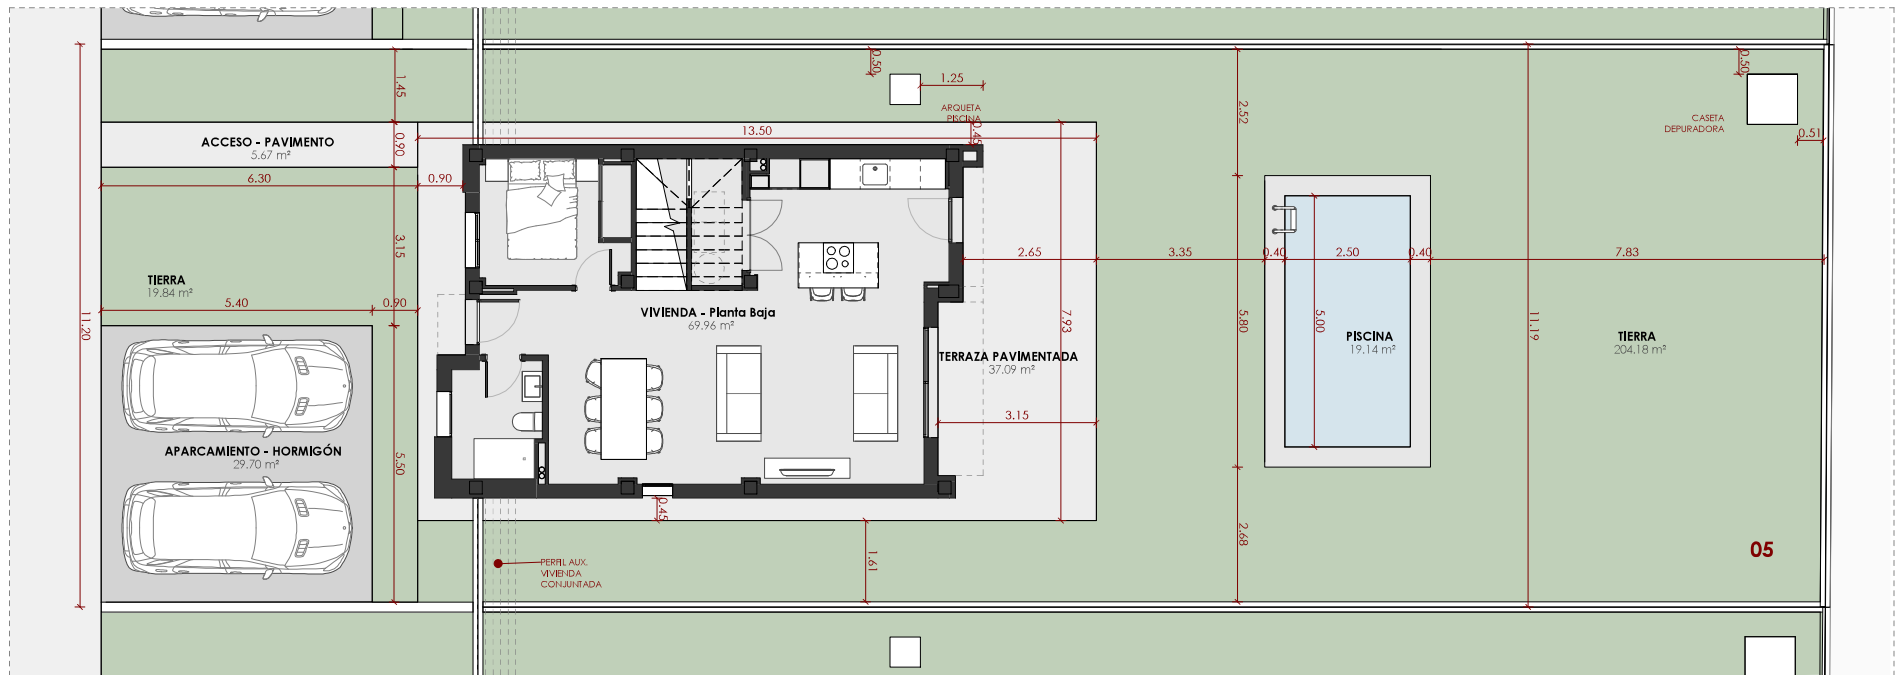 0.50
0.50
1.25
1.45
2.52
ARQUETA
PISCINA
CASETA
DEPURADORA
0.51
13.50
0.45
ACCESO - PAVIMENTO
5.67 m²
0.90
6.30
0.90
3.15
2.65
3.35
0.40
2.50
0.40
7.83
TIERRA
19.84 m²
5.40
0.90
11.20
VIVIENDA - Planta Baja
69.96 m²
7.93
5.80
5.00
11.19
PISCINA
19.14 m²
TIERRA
204.18 m²
TERRAZA PAVIMENTADA
37.09 m²
3.15
APARCAMIENTO - HORMIGÓN
29.70 m²
5.50
0.45
1.61
2.68
05
PERFIL AUX.
VIVIENDA
CONJUNTADA